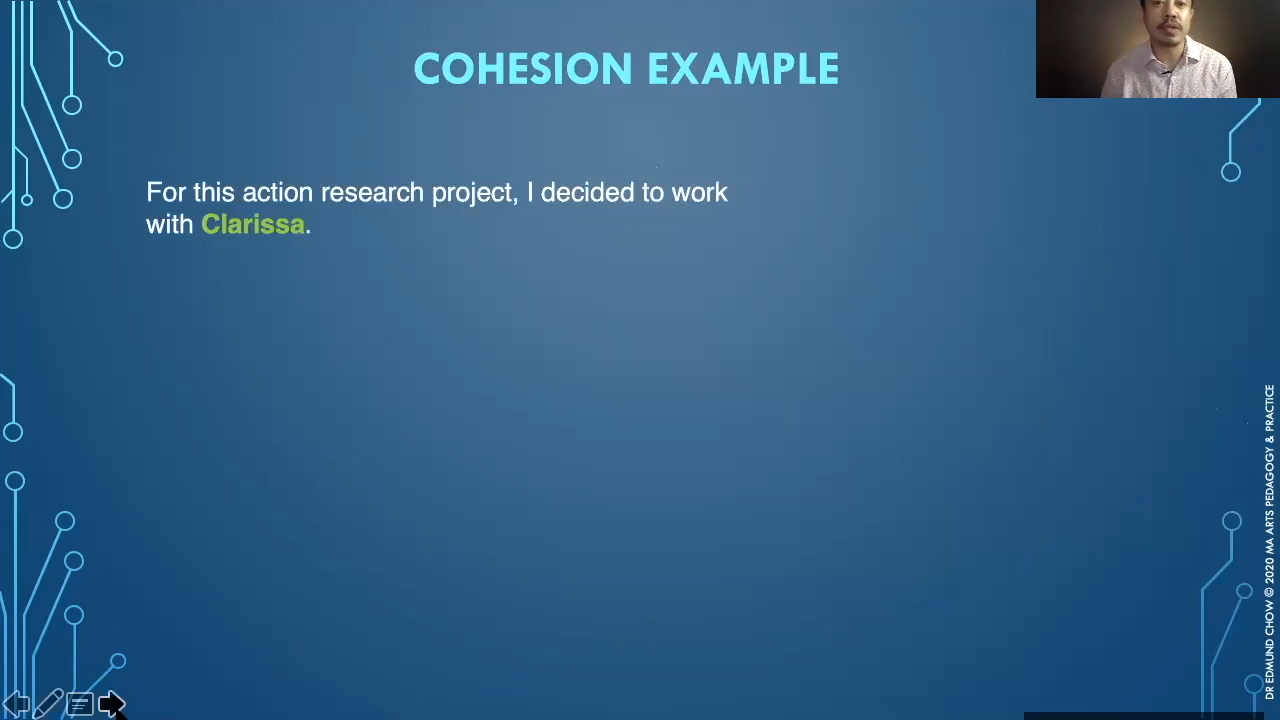 COHESION EXAMPLE
For this action research project, I decided to work
with Clarissa.
DR EDMUND CHOW © 2020 MA ARTS PEDAGOGY & PRACTICE